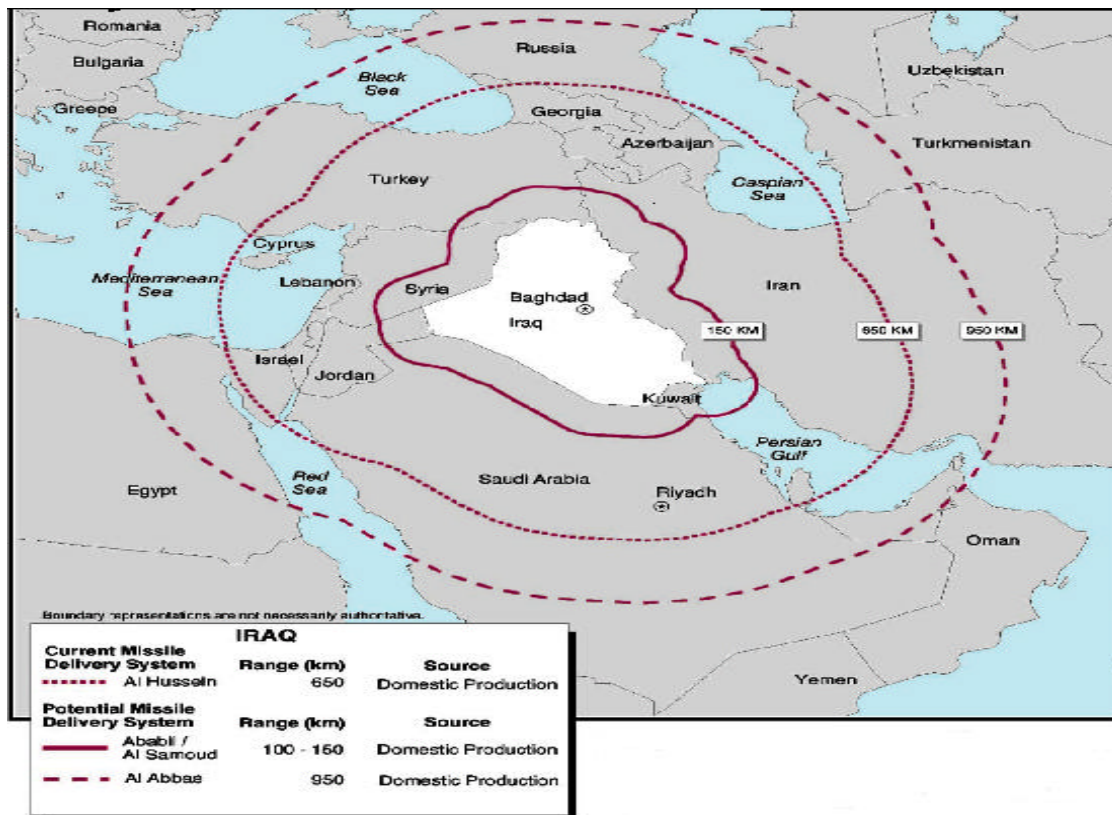 Romania
Bulgaria
Greece
Black
Sea
Russia
Georgia
Azerbaijan
Uzbekistan
Turkmenistan
Caspian
Sea
Turkey
Cyprus
Mediterranean
Sea
Lebanon
Syria
Baghdad
Iraq
Iran
150 KM
650 KM
950 KM
Israel
Jordan
Kuwait
Persian
Gulf
Egypt
Red
Sea
Saudi Arabia
Riyadh
Oman
Yemen
Boundary representations are not necessarily authoritative.
IRAQ
Current Missile
Delivery System Range (km) Source
Al Hussein 650 Domestic Production
Potential Missile
Delivery System Range (km) Source
Ababil /
Al Samoud 100 - 150 Domestic Production
Al Abbas 950 Domestic Production